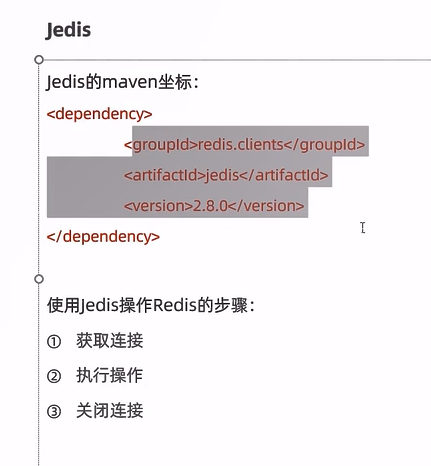 Jedis
Jedis的maven坐标：
<dependency>
<groupId>redis.clients</groupId>
<artifactId>jedis</artifactId>
<version>2.8.0</version>
</dependency>
使用Jedis操作Redis的步骤：
① 获取连接
② 执行操作
③ 关闭连接